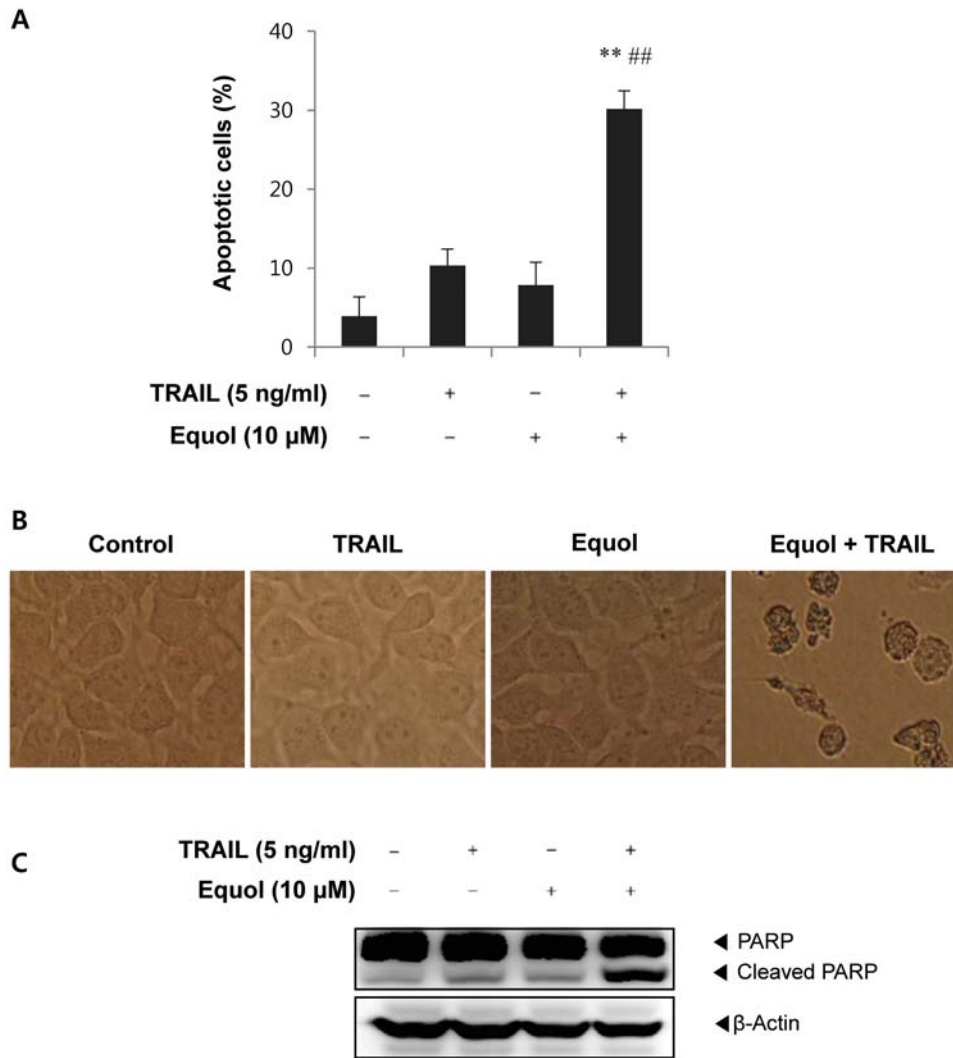 A
Apoptotic cells (%)
40
30
20
10
0
** ##
TRAIL (5 ng/ml) – + – +
Equol (10 µM) – – + +
B
Control TRAIL Equol Equol + TRAIL
C
TRAIL (5 ng/ml) – + – +
Equol (10 µM) – – + +
◄ PARP
◄ Cleaved PARP
◄β-Actin